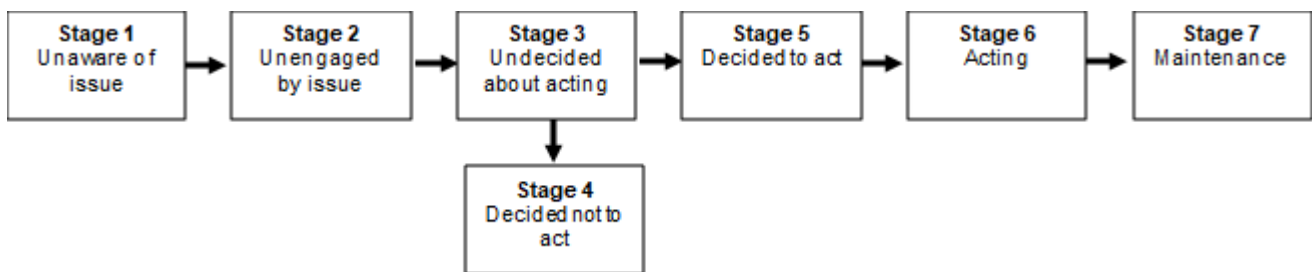 Stage 1
Unaware of
issue
Stage 2
Unengaged
by issue
Stage 3
Undecided
about acting
Stage 5
Decided to act
Stage 6
Acting
Stage 7
Maintenance
Stage 4
Decided not to
act